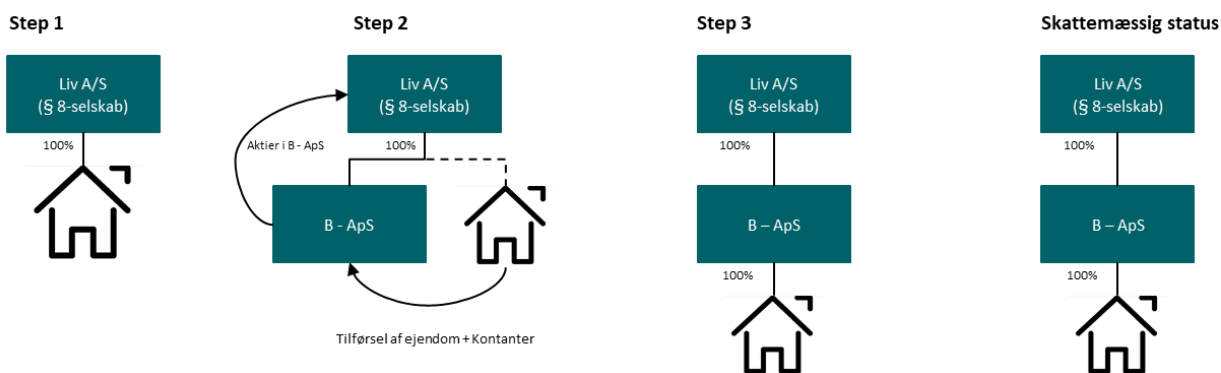 Step 1
Liv A/S
(§ 8-selskab)
100%
Step 2
Liv A/S
(§ 8-selskab)
Aktier i B - ApS
100%
B - ApS
Tilførsel af ejendom + Kontanter
Step 3
Liv A/S
(§ 8-selskab)
100%
B – ApS
100%
Skattemæssig status
Liv A/S
(§ 8-selskab)
100%
B – ApS
100%